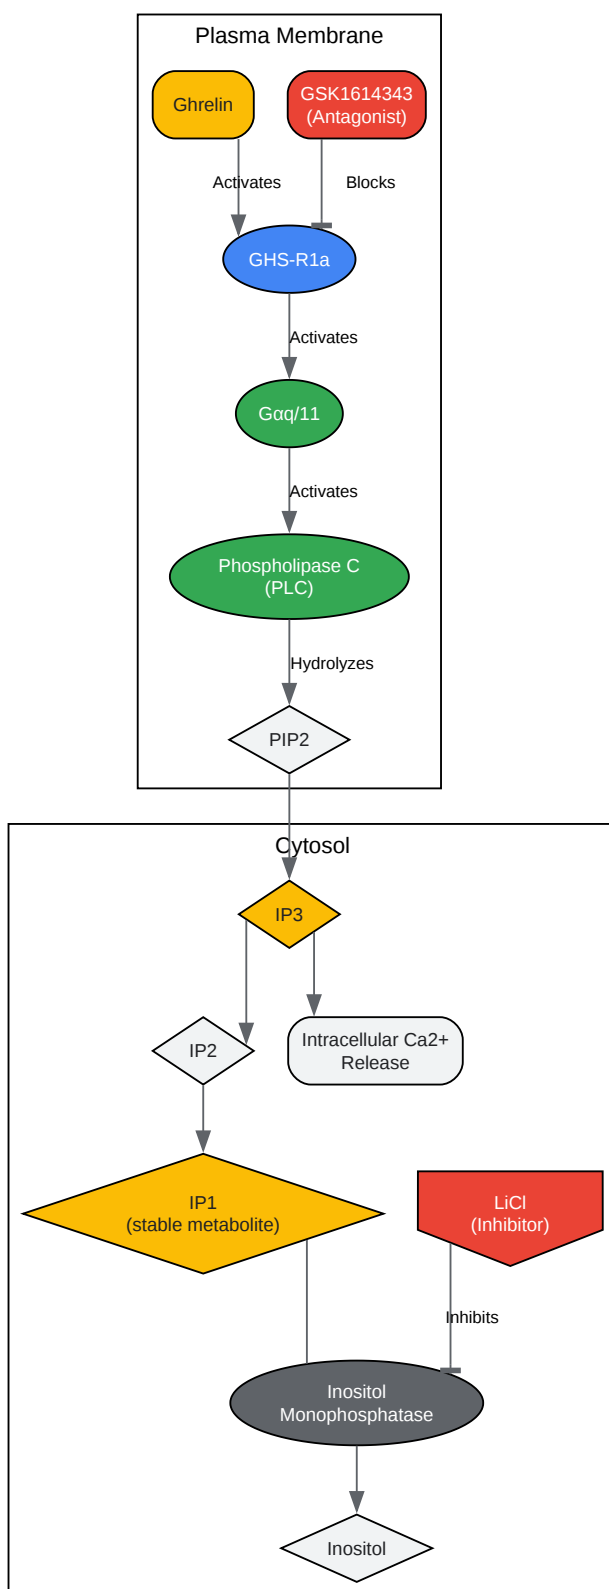 Plasma Membrane
Ghrelin
GSK1614343
(Antagonist)
Activates
Blocks
GHS-R1a
Activates
Gαq/11
Activates
Phospholipase C
(PLC)
Hydrolyzes
PIP2
Cytosol
IP3
IP2
Intracellular Ca2+
Release
IP1
(stable metabolite)
LiCl
(Inhibitor)
Inhibits
Inositol
Monophosphatase
Inositol